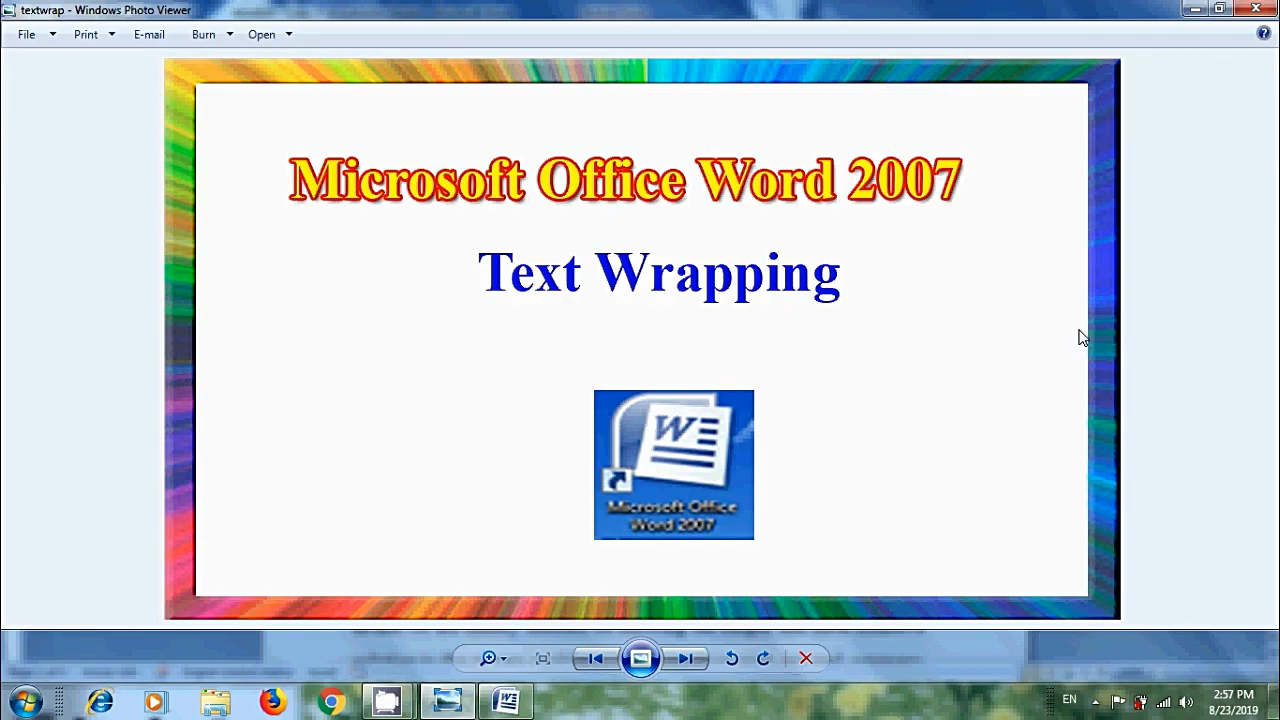 textwrap - Windows Photo Viewer
File Print E-mail Burn Open
Microsoft Office Word 2007
Text Wrapping
W
Microsoft Office
Word 2007
EN
2:57 PM
8/23/2019